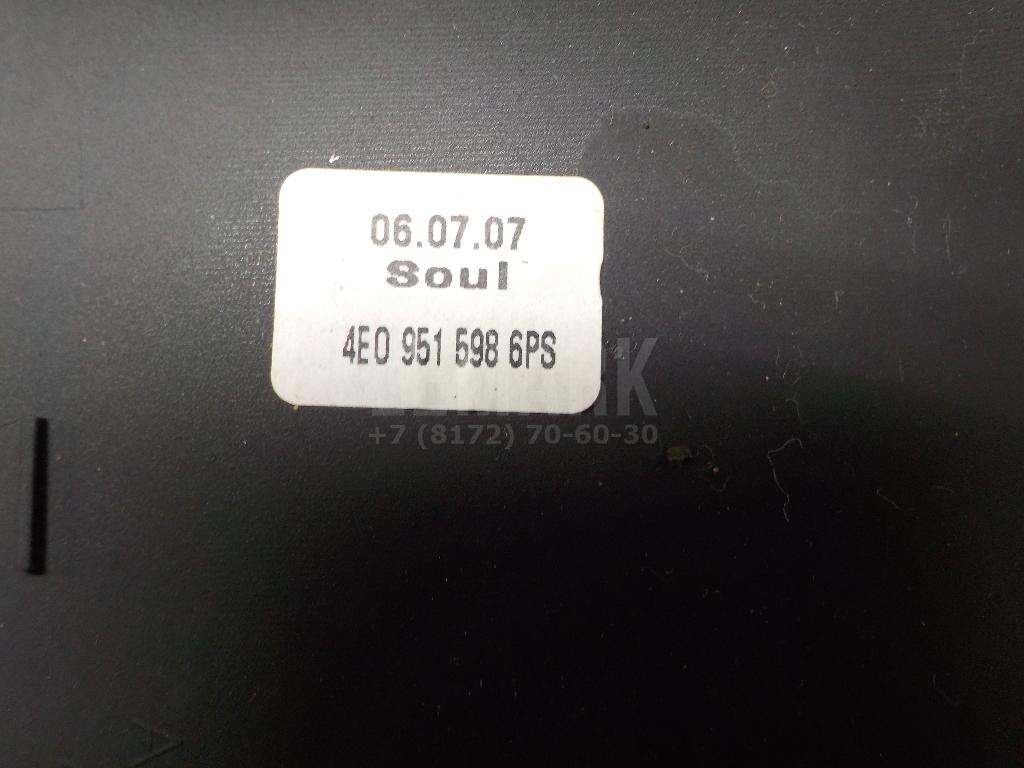 06.07.07
Soul
4E0 951 598 6PS
+7 (8172) 70-60-30
A